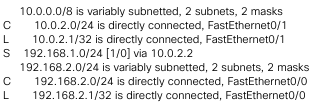 10.0.0.0/8 is variably subnetted, 2 subnets, 2 masks
C 10.0.2.0/24 is directly connected, FastEthernet0/1
L 10.0.2.1/32 is directly connected, FastEthernet0/1
S 192.168.1.0/24 [1/0] via 10.0.2.2
192.168.2.0/24 is variably subnetted, 2 subnets, 2 masks
C 192.168.2.0/24 is directly connected, FastEthernet0/0
L 192.168.2.1/32 is directly connected, FastEthernet0/0